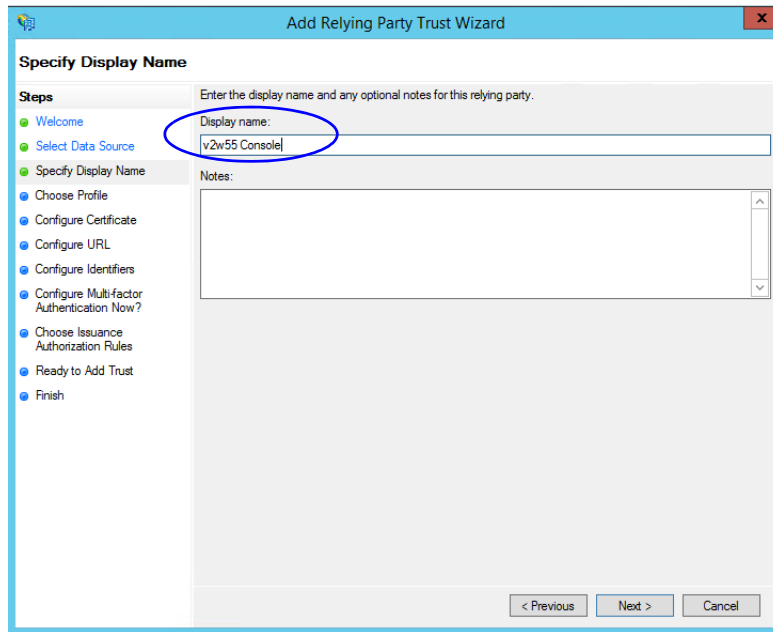 Add Relying Party Trust Wizard
x
Specify Display Name
Steps
Welcome
Select Data Source
Specify Display Name
Choose Profile
Configure Certificate
Configure URL
Configure Identifiers
Configure Multi-factor
Authentication Now?
Choose Issuance
Authorization Rules
Ready to Add Trust
Finish
Enter the display name and any optional notes for this relying party.
Display name:
v2w55 Console
Notes:
< Previous
Next >
Cancel